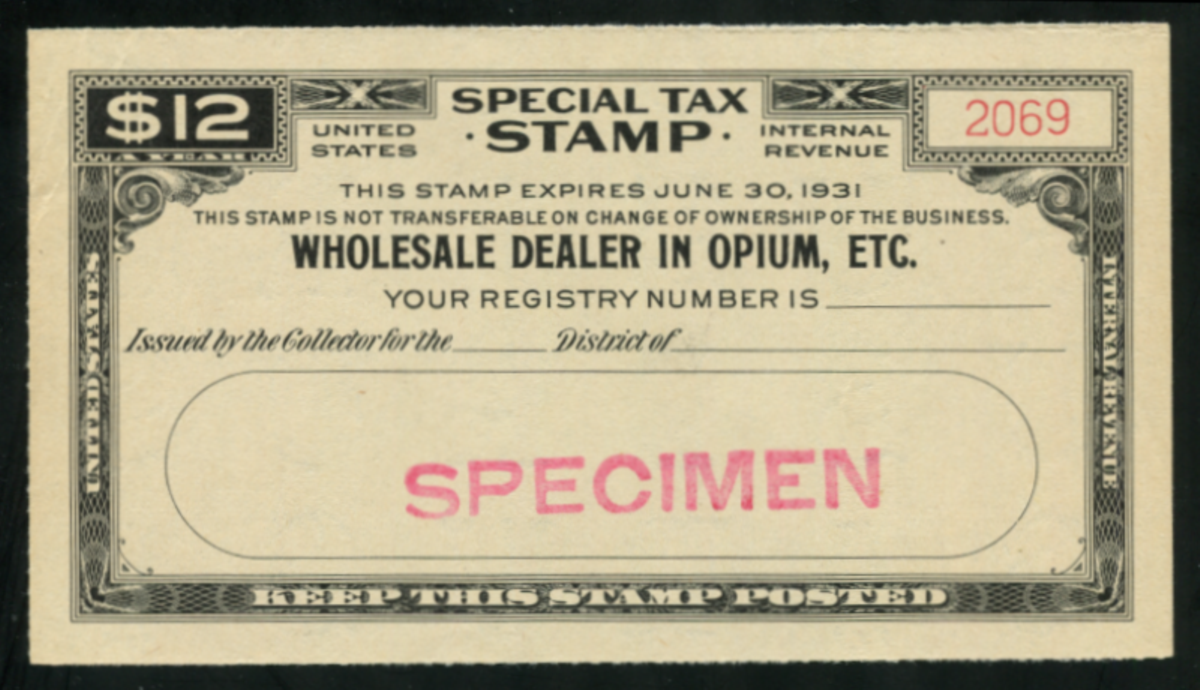 $12
A YEAR
UNITED STATES
SPECIAL TAX
· STAMP ·
INTERNAL REVENUE
2069
THIS STAMP EXPIRES JUNE 30, 1931
THIS STAMP IS NOT TRANSFERABLE ON CHANGE OF OWNERSHIP OF THE BUSINESS.
WHOLESALE DEALER IN OPIUM, ETC.
YOUR REGISTRY NUMBER IS
Issued by the Collector for the District of
UNITED STATES
INTERNAL REVENUE
SPECIMEN
KEEP THIS STAMP POSTED